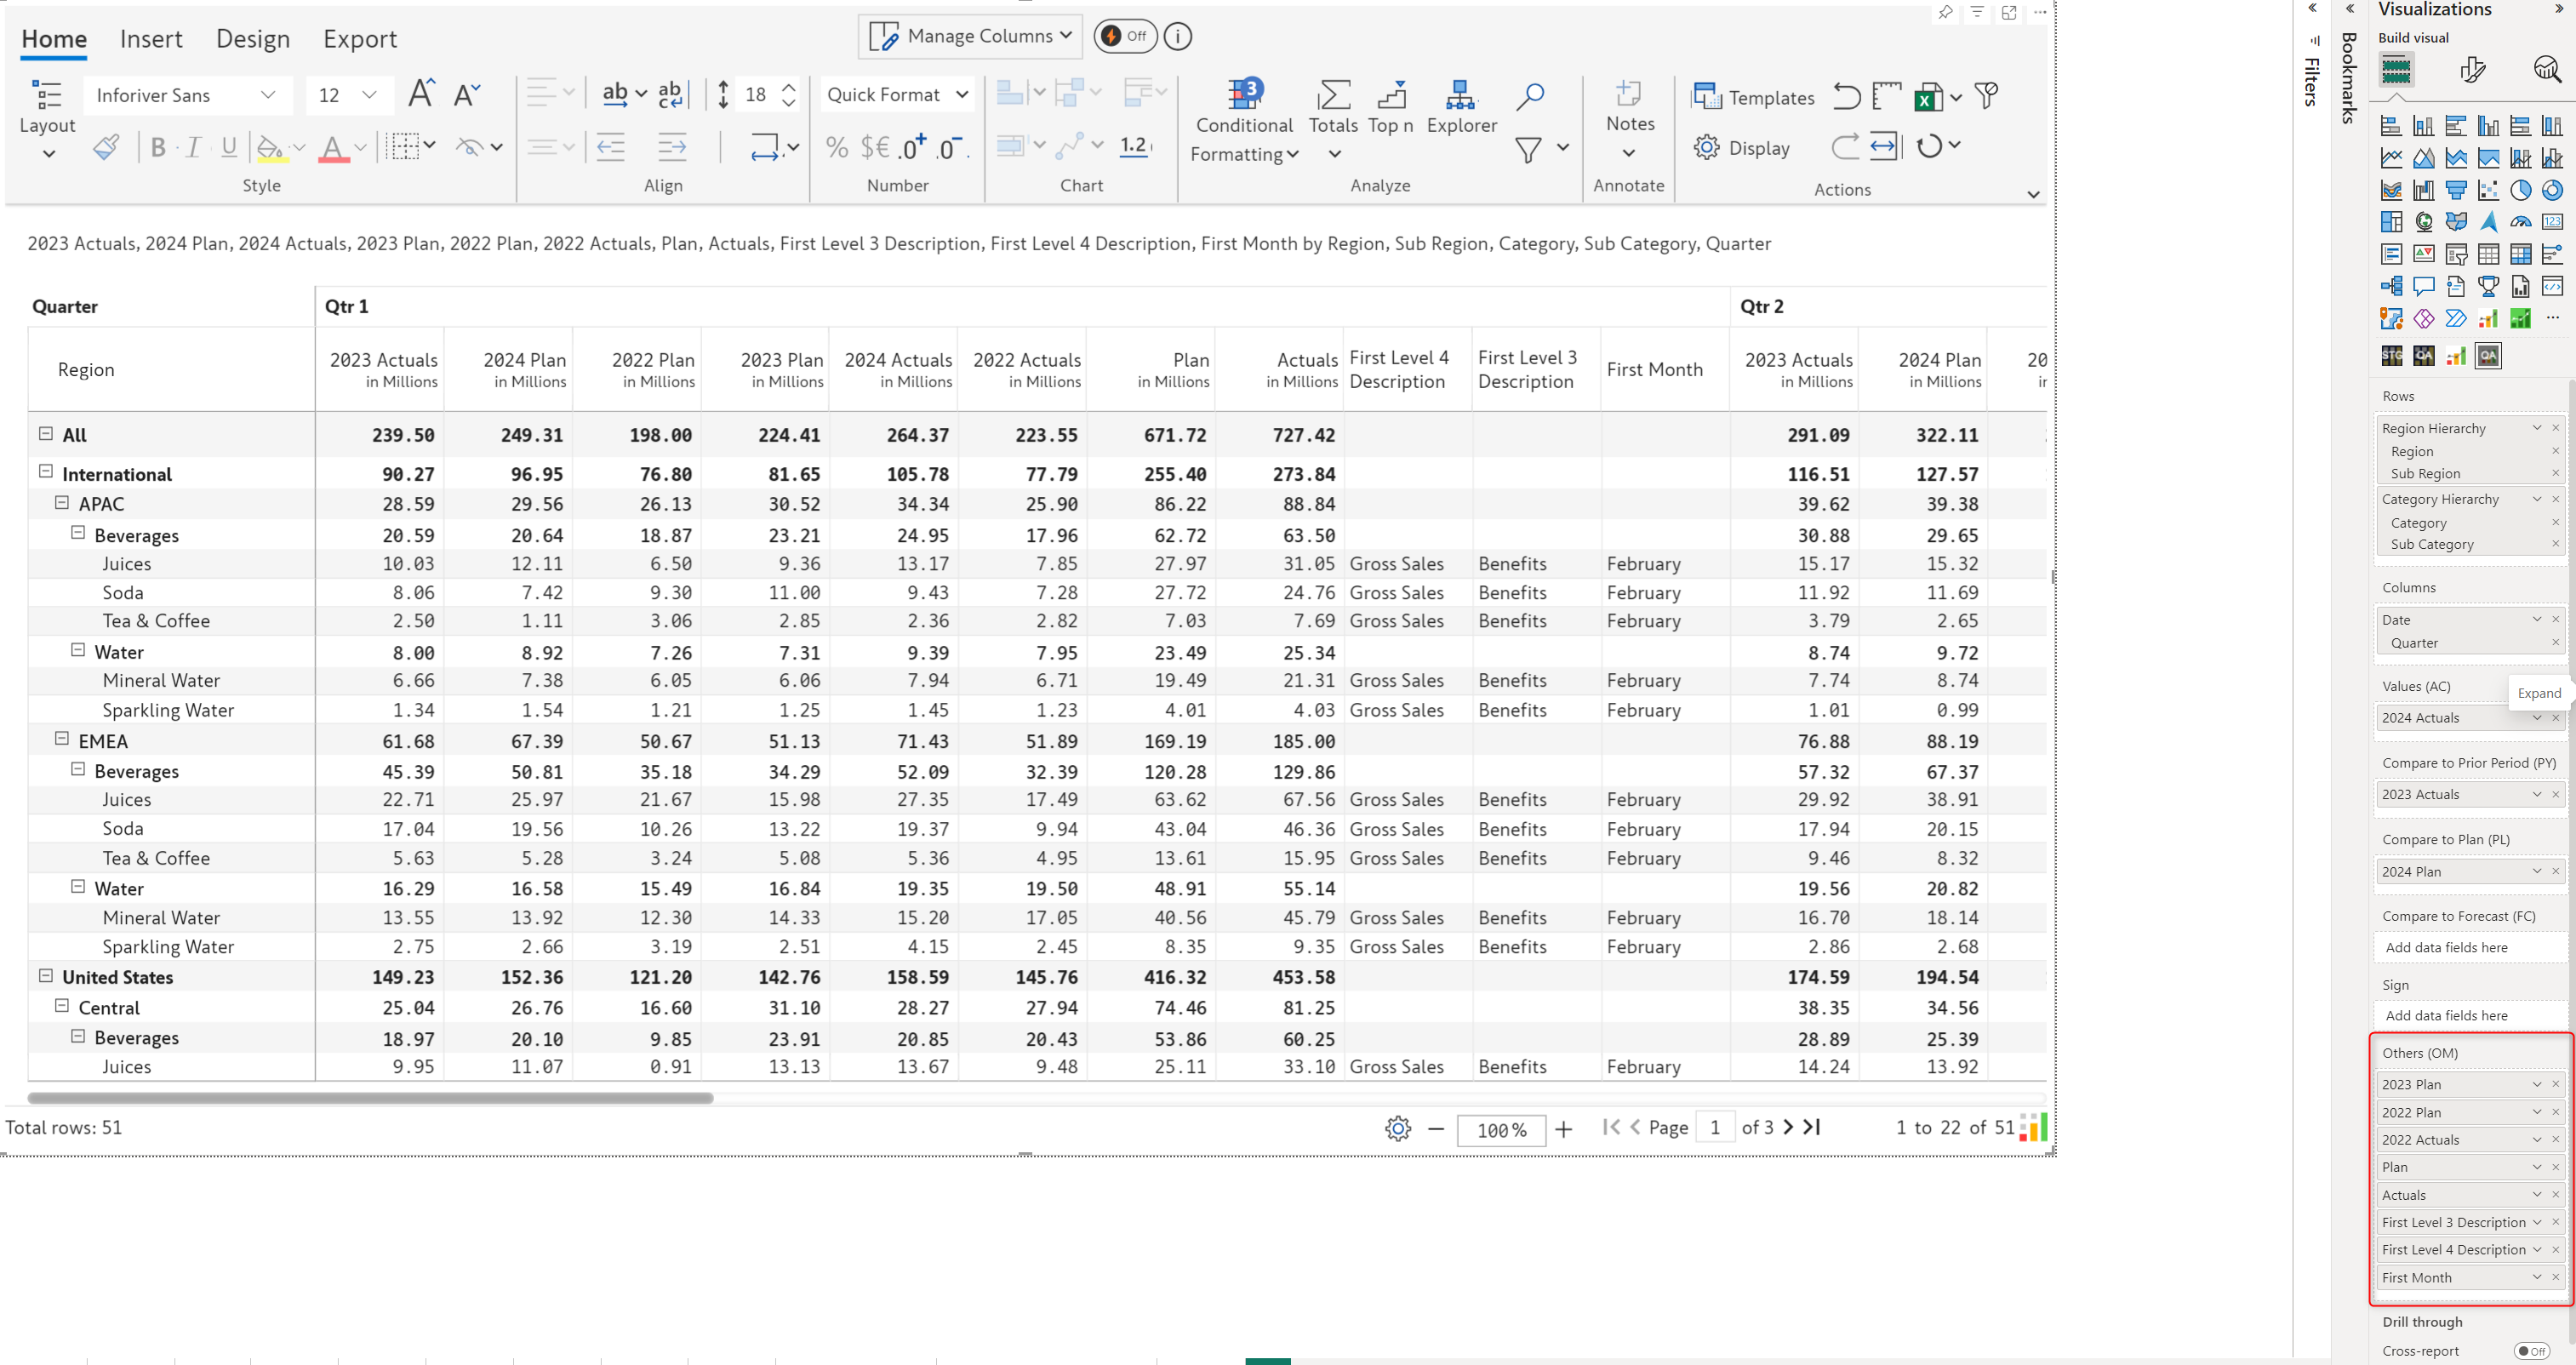 Home Insert Design Export Manage Columns Off
Inforiver Sans 12 ab ab 18 Quick Format 3 Templates
Layout Conditional Formatting Totals Top n Explorer Notes Display
B I U A % $€ .0 .0 1.2
Style Align Number Chart Analyze Annotate Actions
2023 Actuals, 2024 Plan, 2024 Actuals, 2023 Plan, 2022 Plan, 2022 Actuals, Plan, Actuals, First Level 3 Description, First Level 4 Description, First Month by Region, Sub Region, Category, Sub Category, Quarter
Quarter Qtr 1 Qtr 2
Region 2023 Actuals in Millions 2024 Plan in Millions 2022 Plan in Millions 2023 Plan in Millions 2024 Actuals in Millions 2022 Actuals in Millions Plan in Millions Actuals in Millions First Level 4 Description First Level 3 Description First Month 2023 Actuals in Millions 2024 Plan in Millions 20
All 239.50 249.31 198.00 224.41 264.37 223.55 671.72 727.42 291.09 322.11
International 90.27 96.95 76.80 81.65 105.78 77.79 255.40 273.84 116.51 127.57
APAC 28.59 29.56 26.13 30.52 34.34 25.90 86.22 88.84 39.62 39.38
Beverages 20.59 20.64 18.87 23.21 24.95 17.96 62.72 63.50 30.88 29.65
Juices 10.03 12.11 6.50 9.36 13.17 7.85 27.97 31.05 Gross Sales Benefits February 15.17 15.32
Soda 8.06 7.42 9.30 11.00 9.43 7.28 27.72 24.76 Gross Sales Benefits February 11.92 11.69
Tea & Coffee 2.50 1.11 3.06 2.85 2.36 2.82 7.03 7.69 Gross Sales Benefits February 3.79 2.65
Water 8.00 8.92 7.26 7.31 9.39 7.95 23.49 25.34 8.74 9.72
Mineral Water 6.66 7.38 6.05 6.06 7.94 6.71 19.49 21.31 Gross Sales Benefits February 7.74 8.74
Sparkling Water 1.34 1.54 1.21 1.25 1.45 1.23 4.01 4.03 Gross Sales Benefits February 1.01 0.99
EMEA 61.68 67.39 50.67 51.13 71.43 51.89 169.19 185.00 76.88 88.19
Beverages 45.39 50.81 35.18 34.29 52.09 32.39 120.28 129.86 57.32 67.37
Juices 22.71 25.97 21.67 15.98 27.35 17.49 63.62 67.56 Gross Sales Benefits February 29.92 38.91
Soda 17.04 19.56 10.26 13.22 19.37 9.94 43.04 46.36 Gross Sales Benefits February 17.94 20.15
Tea & Coffee 5.63 5.28 3.24 5.08 5.36 4.95 13.61 15.95 Gross Sales Benefits February 9.46 8.32
Water 16.29 16.58 15.49 16.84 19.35 19.50 48.91 55.14 19.56 20.82
Mineral Water 13.55 13.92 12.30 14.33 15.20 17.05 40.56 45.79 Gross Sales Benefits February 16.70 18.14
Sparkling Water 2.75 2.66 3.19 2.51 4.15 2.45 8.35 9.35 Gross Sales Benefits February 2.86 2.68
United States 149.23 152.36 121.20 142.76 158.59 145.76 416.32 453.58 174.59 194.54
Central 25.04 26.76 16.60 31.10 28.27 27.94 74.46 81.25 38.35 34.56
Beverages 18.97 20.10 9.85 23.91 20.85 20.43 53.86 60.25 28.89 25.39
Juices 9.95 11.07 0.91 13.13 13.67 9.48 25.11 33.10 Gross Sales Benefits February 14.24 13.92
Total rows: 51 100% Page 1 of 3 1 to 22 of 51
Filters
Bookmarks
Visualizations
Build visual
123
STG QA QA
Rows
Region Hierarchy
Region
Sub Region
Category Hierarchy
Category
Sub Category
Columns
Date
Quarter
Values (AC)
Expand
2024 Actuals
Compare to Prior Period (PY)
2023 Actuals
Compare to Plan (PL)
2024 Plan
Compare to Forecast (FC)
Add data fields here
Sign
Add data fields here
Others (OM)
2023 Plan
2022 Plan
2022 Actuals
Plan
Actuals
First Level 3 Description
First Level 4 Description
First Month
Drill through
Cross-report Off